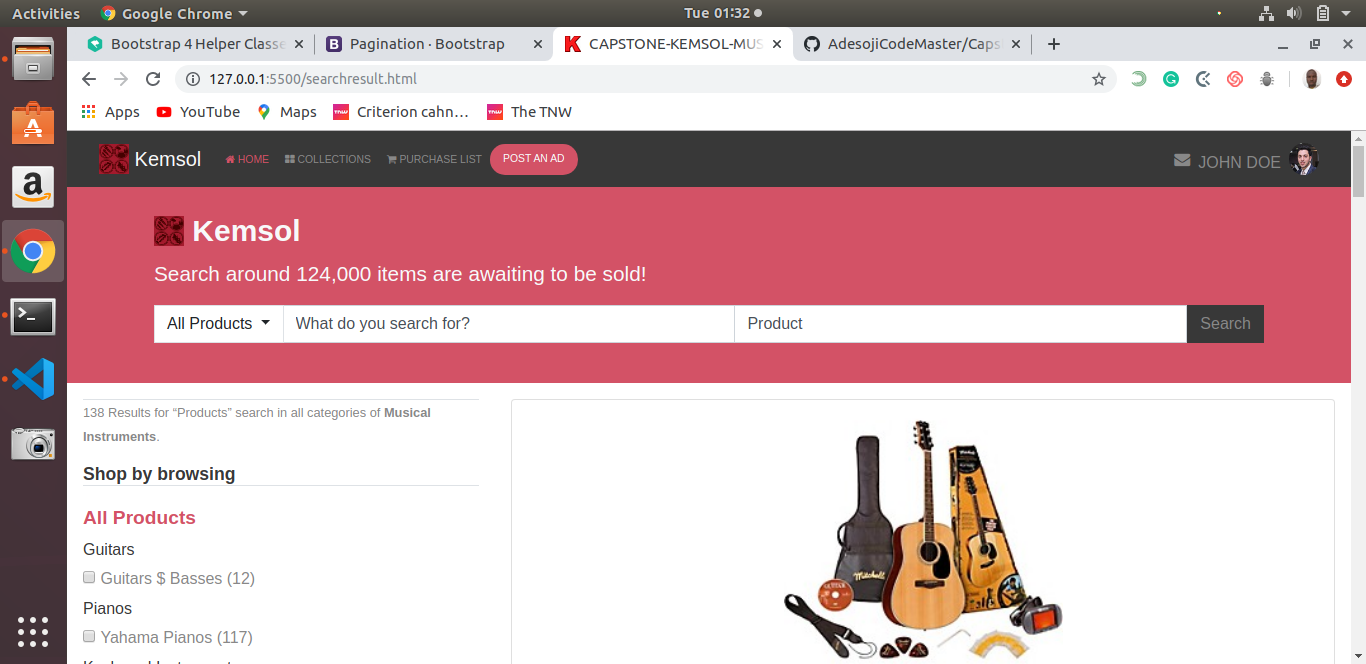 Activities Google Chrome Tue 01:32
Bootstrap 4 Helper Classe Pagination · Bootstrap CAPSTONE-KEMSOL-MUS AdesojiCodeMaster/Caps
127.0.0.1:5500/searchresult.html
Apps YouTube Maps Criterion cahn… The TNW
Kemsol HOME COLLECTIONS PURCHASE LIST POST AN AD JOHN DOE
Kemsol
Search around 124,000 items are awaiting to be sold!
All Products What do you search for? Product Search
138 Results for “Products” search in all categories of Musical
Instruments.
Shop by browsing
All Products
Guitars
Guitars $ Basses (12)
Pianos
Yahama Pianos (117)
Mitchell